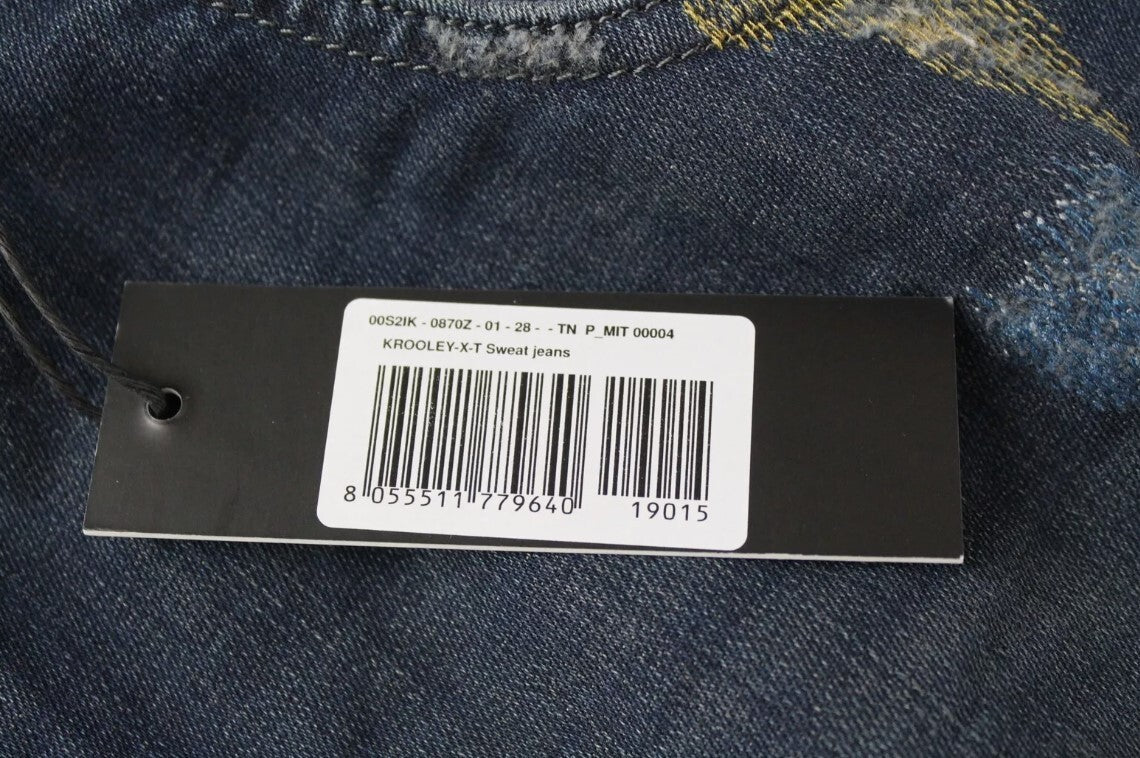 00S2IK - 0870Z - 01 - 28 - - TN P_MIT 00004
KROOLEY-X-T Sweat jeans
8 055511 779640 19015